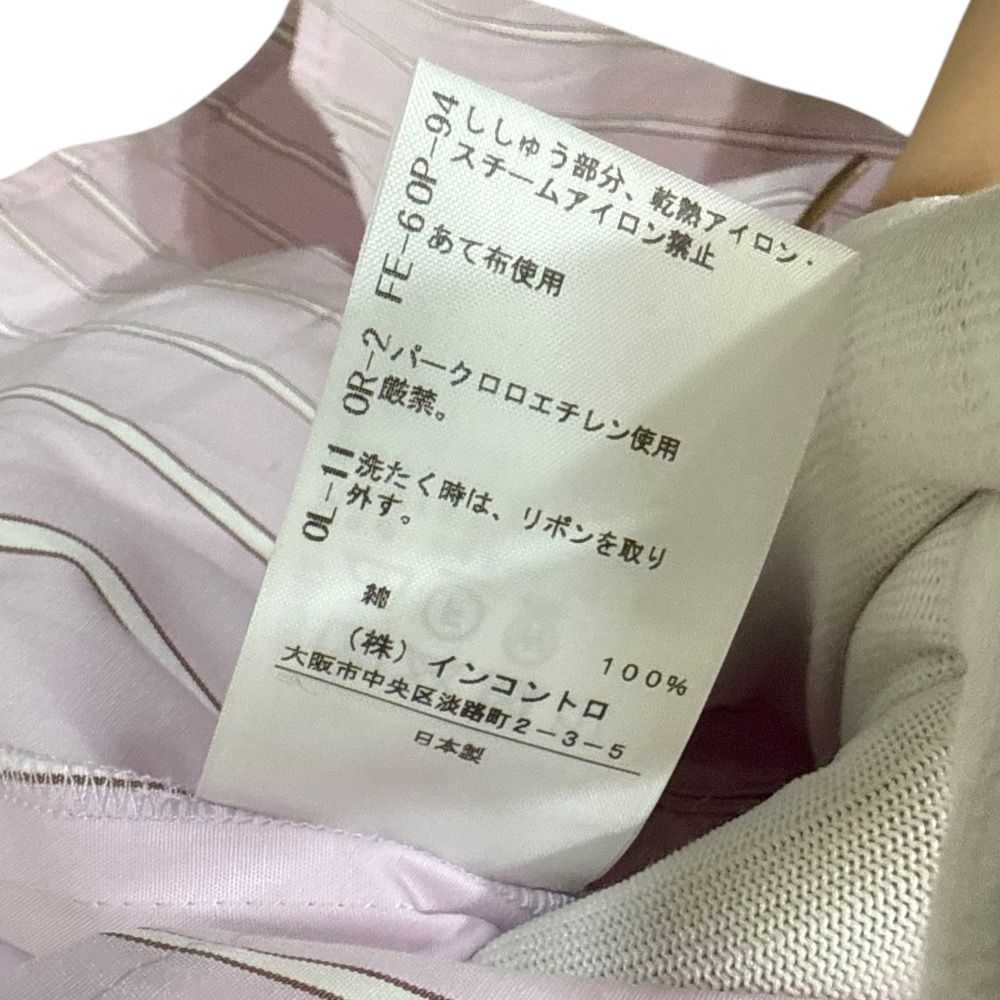 OP-94 ししゅう部分、乾熱アイロン・
スチームアイロン禁止
FE-6 あて布使用
OR-2 パークロロエチレン使用
厳禁。
OL-11 洗たく時は、リボンを取り
外す。
綿 100%
(株)インコントロ
大阪市中央区淡路町2-3-5
日本製